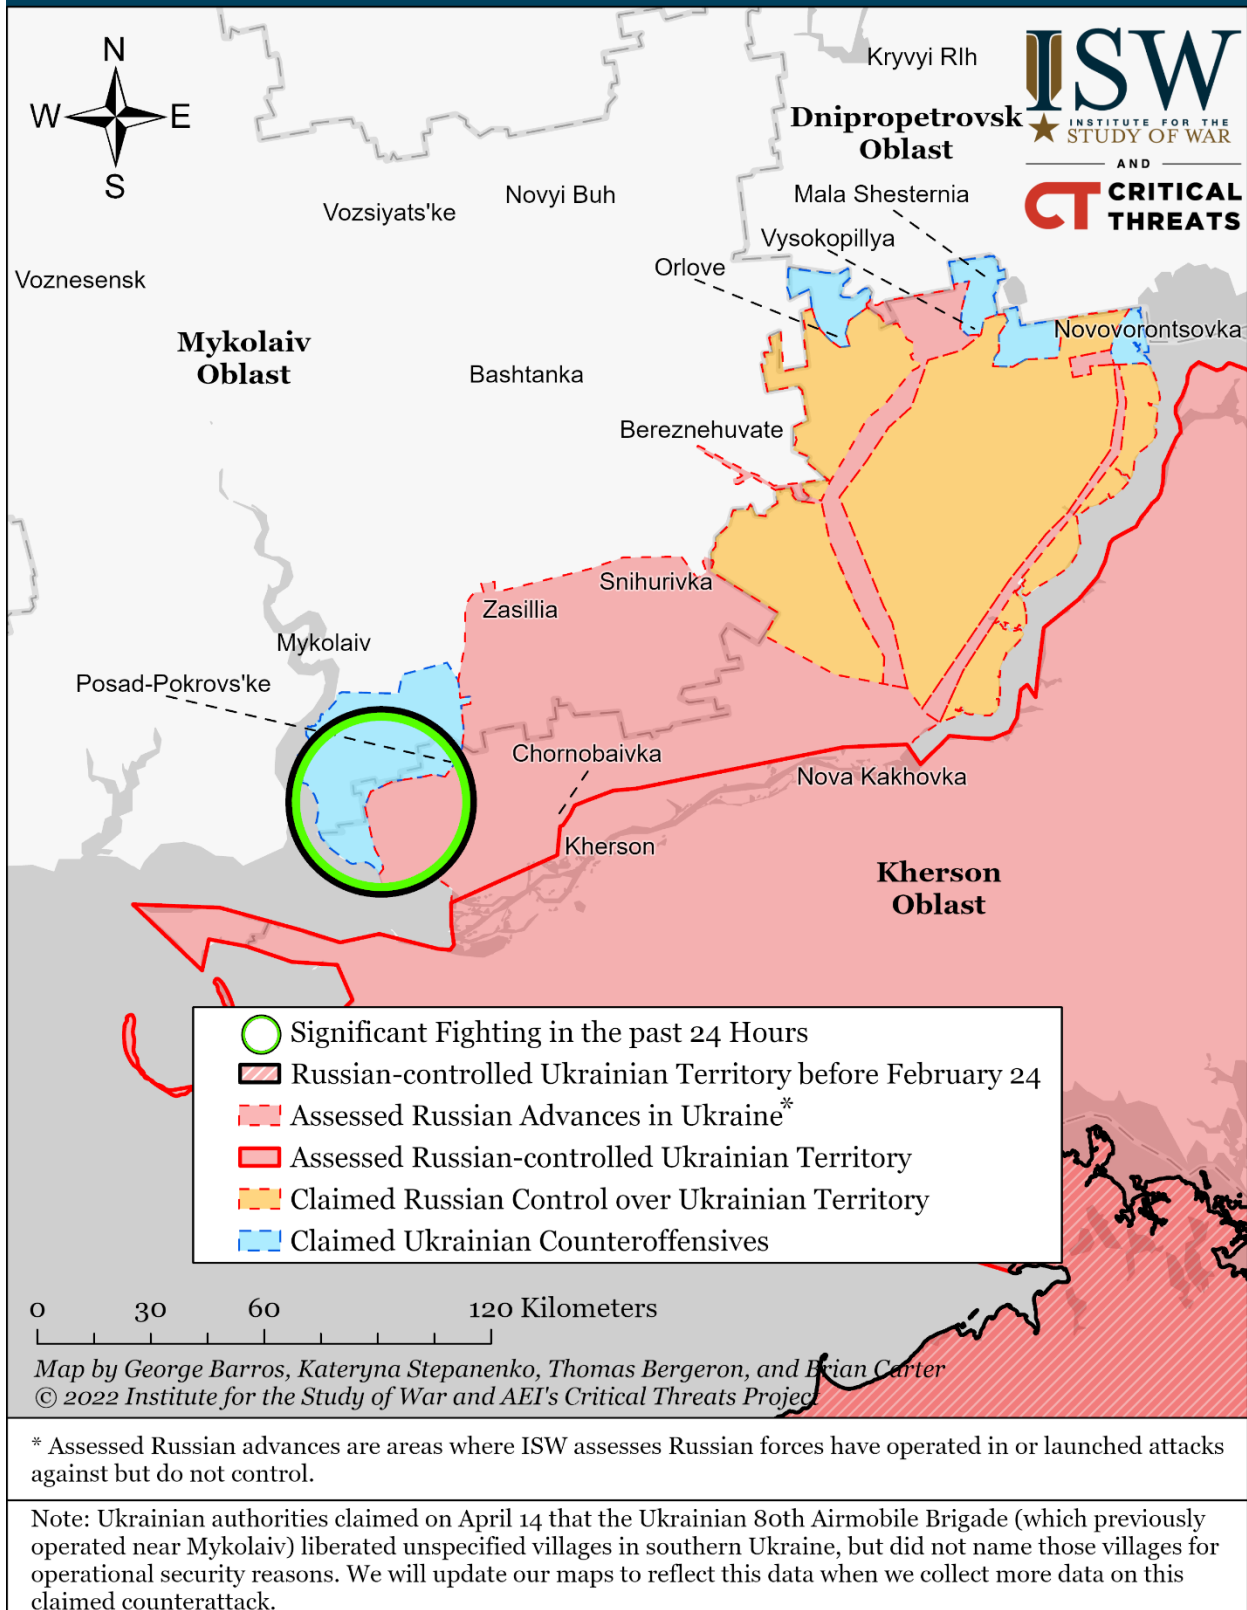 N
W
E
S
ISW
INSTITUTE FOR THE
STUDY OF WAR
AND
CT CRITICAL
THREATS
Kryvyi RIh
Dnipropetrovsk
Oblast
Mala Shesternia
Vysokopillya
Orlove
Novyi Buh
Vozsiyats'ke
Voznesensk
Mykolaiv
Oblast
Bashtanka
Novovorontsovka
Bereznehuvate
Snihurivka
Zasillia
Mykolaiv
Posad-Pokrovs'ke
Chornobaivka
Nova Kakhovka
Kherson
Kherson
Oblast
Significant Fighting in the past 24 Hours
Russian-controlled Ukrainian Territory before February 24
Assessed Russian Advances in Ukraine*
Assessed Russian-controlled Ukrainian Territory
Claimed Russian Control over Ukrainian Territory
Claimed Ukrainian Counteroffensives
0 30 60 120 Kilometers
Map by George Barros, Kateryna Stepanenko, Thomas Bergeron, and Brian Carter
© 2022 Institute for the Study of War and AEI's Critical Threats Project
* Assessed Russian advances are areas where ISW assesses Russian forces have operated in or launched attacks
against but do not control.
Note: Ukrainian authorities claimed on April 14 that the Ukrainian 80th Airmobile Brigade (which previously
operated near Mykolaiv) liberated unspecified villages in southern Ukraine, but did not name those villages for
operational security reasons. We will update our maps to reflect this data when we collect more data on this
claimed counterattack.